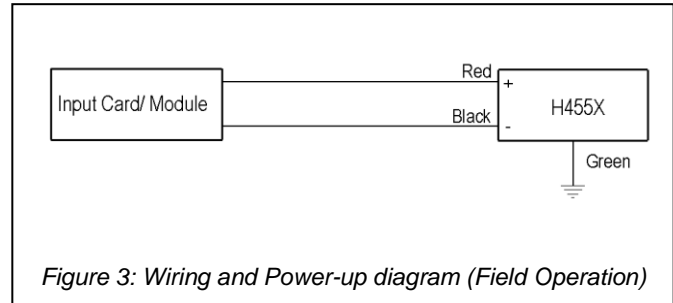 Red
+
Input Card/ Module
H455X
Black
-
Green
Figure 3: Wiring and Power-up diagram (Field Operation)